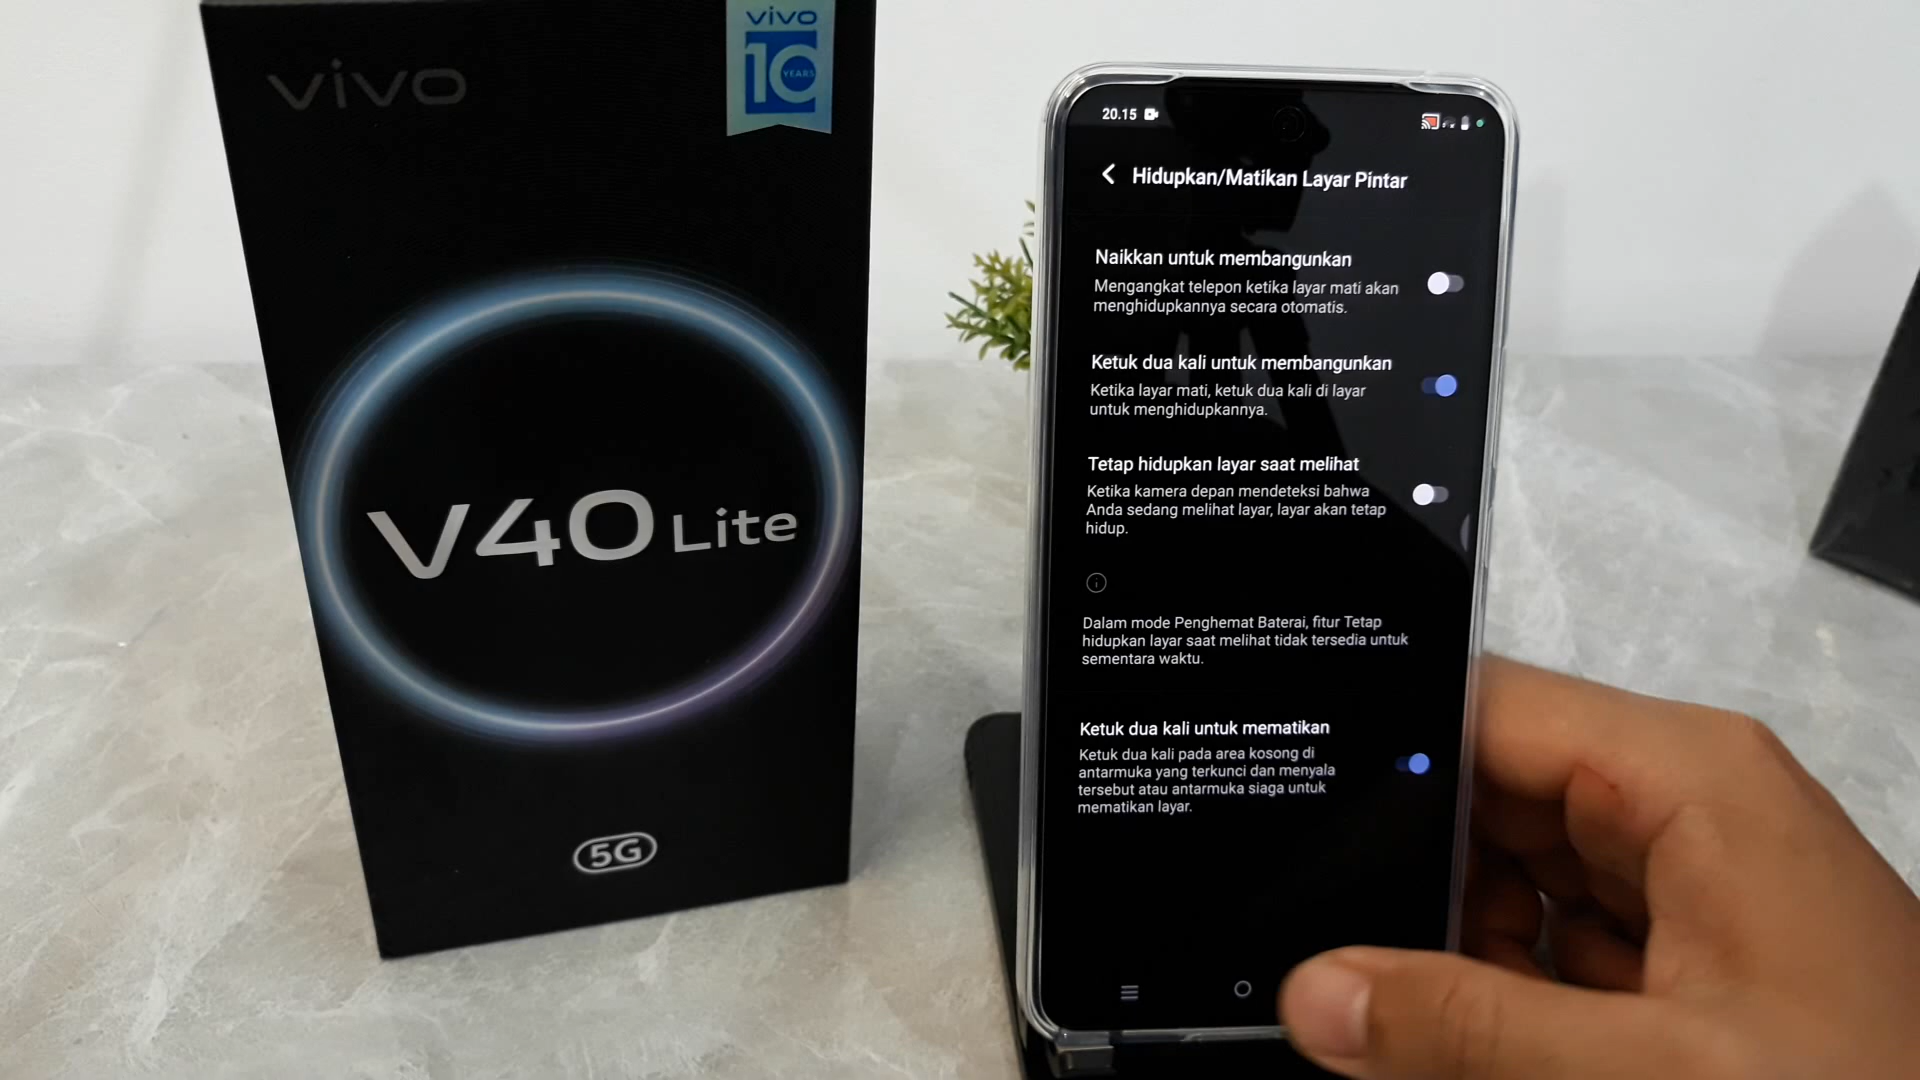 vivo
vivo
10
YEARS
V40 Lite
5G
20.15
Hidupkan/Matikan Layar Pintar
Naikkan untuk membangunkan
Mengangkat telepon ketika layar mati akan
menghidupkannya secara otomatis.
Ketuk dua kali untuk membangunkan
Ketika layar mati, ketuk dua kali di layar
untuk menghidupkannya.
Tetap hidupkan layar saat melihat
Ketika kamera depan mendeteksi bahwa
Anda sedang melihat layar, layar akan tetap
hidup.
Dalam mode Penghemat Baterai, fitur Tetap
hidupkan layar saat melihat tidak tersedia untuk
sementara waktu.
Ketuk dua kali untuk mematikan
Ketuk dua kali pada area kosong di
antarmuka yang terkunci dan menyala
tersebut atau antarmuka siaga untuk
mematikan layar.